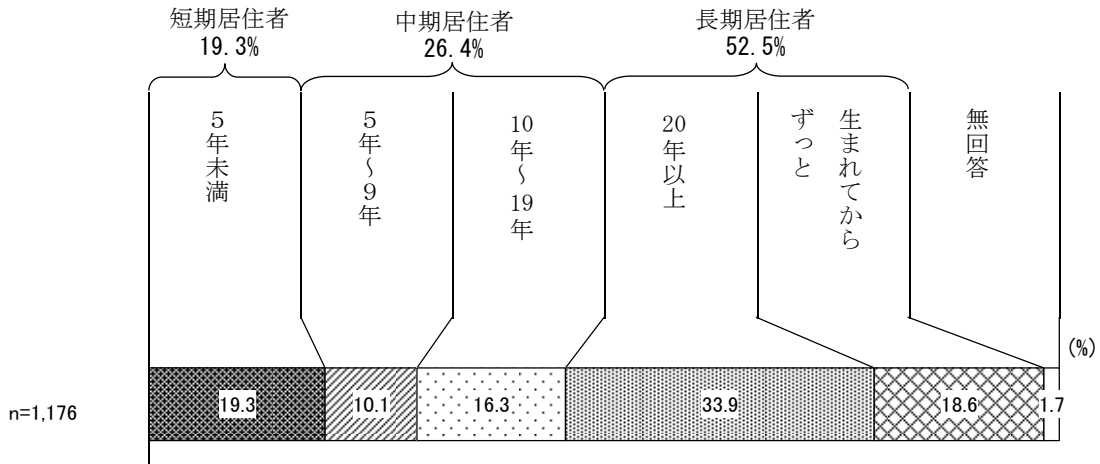 短期居住者
19.3%
中期居住者
26.4%
長期居住者
52.5%
５年未満
５年～９年
10年～19年
20年以上
生まれてから
ずっと
無回答
(%)
n=1,176
19.3
10.1
16.3
33.9
18.6
1.7